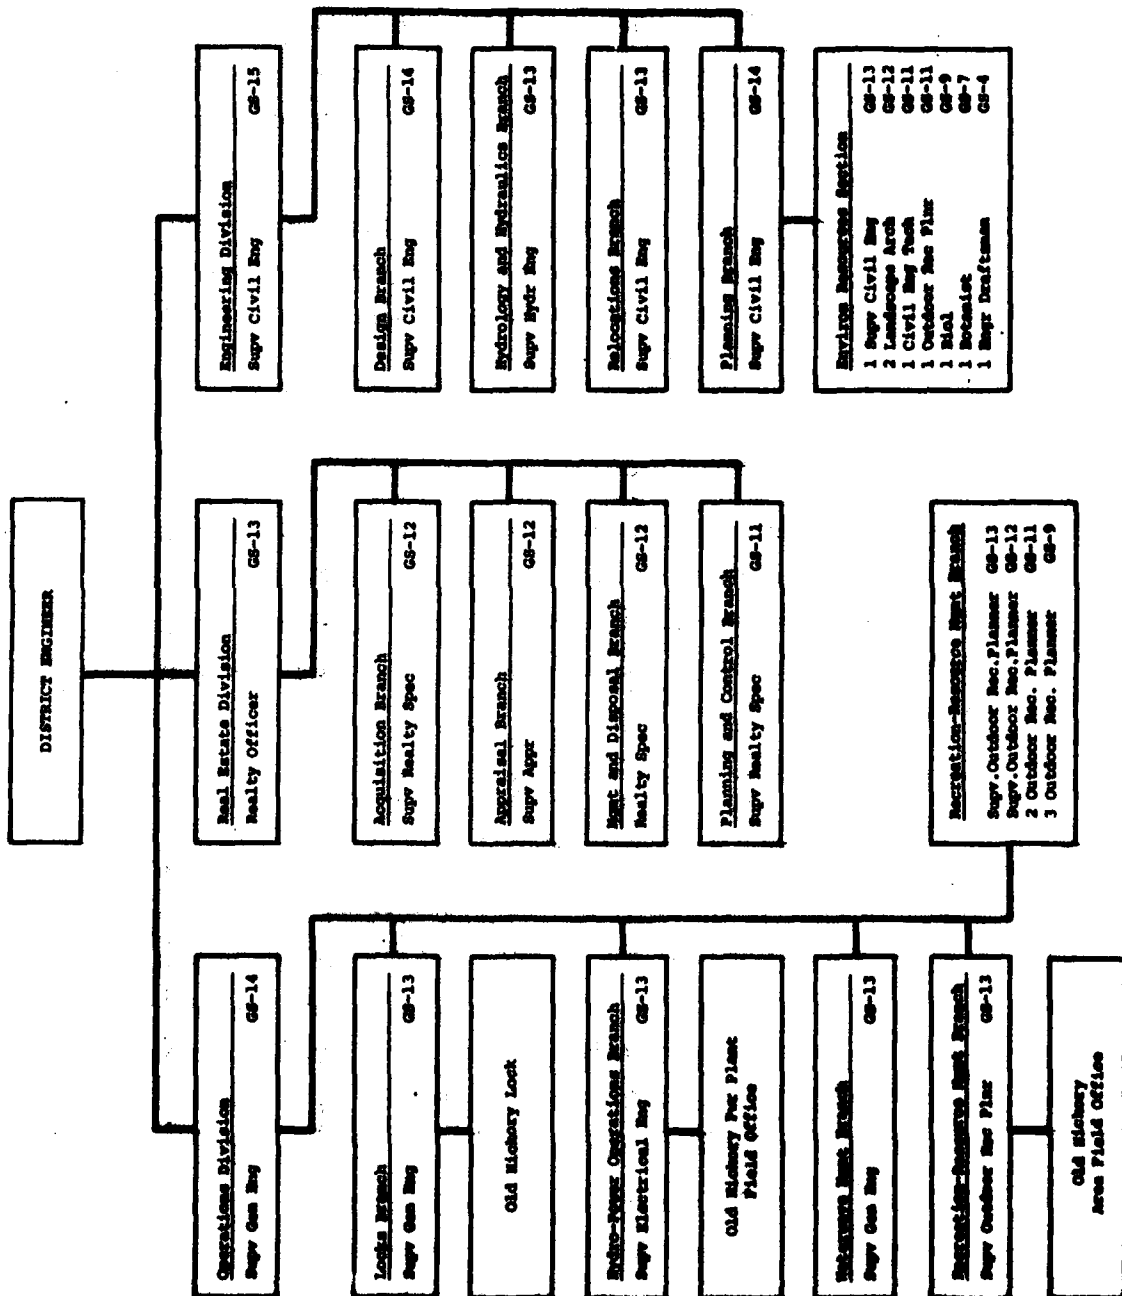 DISTRICT ENGINEER
Operations Division
Supv Gen Eng GS-14
Locks Branch
Supv Gen Eng GS-13
Old Hickory Lock
Hydro-Power Operations Branch
Supv Electrical Eng GS-13
Old Hickory Pwr Plant
Field Office
Waterways Mgmt Branch
Supv Gen Eng GS-13
Recreation-Resource Mgmt Branch
Supv Outdoor Rec Plnr GS-13
Old Hickory
Area Field Office
Recreation-Resource Mgmt Branch
Supv.Outdoor Rec.Planner GS-13
Supv.Outdoor Rec.Planner GS-12
2 Outdoor Rec. Planner GS-11
3 Outdoor Rec. Planner GS-9
Real Estate Division
Realty Officer GS-13
Acquisition Branch
Supv Realty Spec GS-12
Appraisal Branch
Supv Appr GS-12
Mgmt and Disposal Branch
Realty Spec GS-12
Planning and Control Branch
Supv Realty Spec GS-11
Engineering Division
Supv Civil Eng GS-15
Design Branch
Supv Civil Eng GS-14
Hydrology and Hydraulics Branch
Supv Hydr Eng GS-13
Relocations Branch
Supv Civil Eng GS-13
Planning Branch
Supv Civil Eng GS-14
Environ Resources Section
1 Supv Civil Eng GS-13
2 Landscape Arch GS-12
1 Civil Eng Tech GS-11
1 Outdoor Rec Plnr GS-11
1 Biol GS-9
1 Botanist GS-7
1 Engr Draftsman GS-4